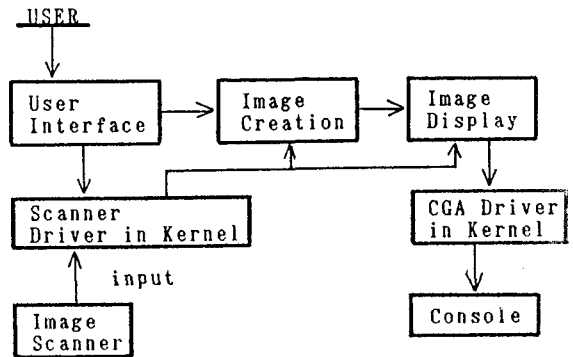 USER
User
Interface
Image
Creation
Image
Display
Scanner
Driver in Kernel
CGA Driver
in Kernel
input
Image
Scanner
Console